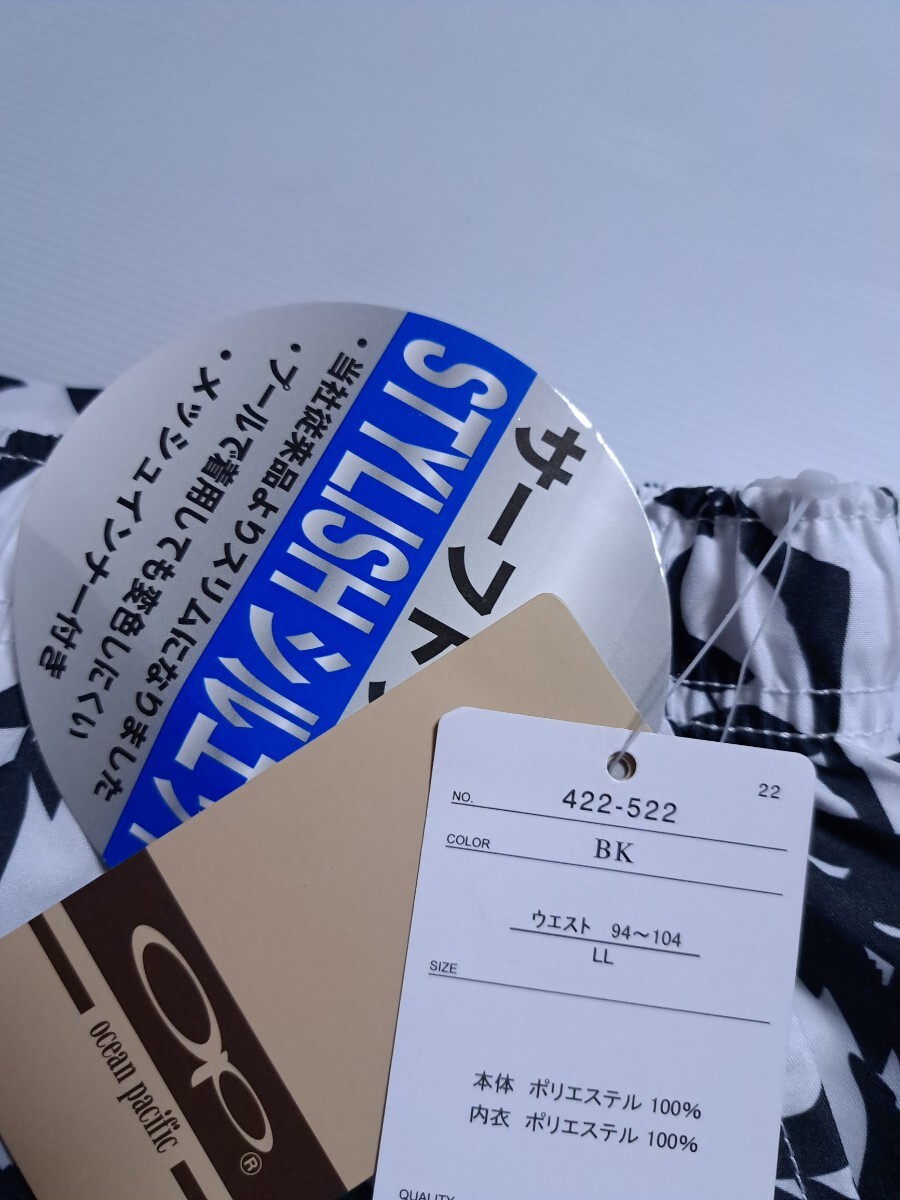 サーフト
STYLISHシルエット
・当社従来品よりスリムになりました
・プールで着用しても変色しにくい
・メッシュインナー付き
Op®
ocean pacific
22
NO. 422-522
COLOR BK
ウエスト 94～104
SIZE LL
本体 ポリエステル 100%
内衣 ポリエステル 100%
QUALITY